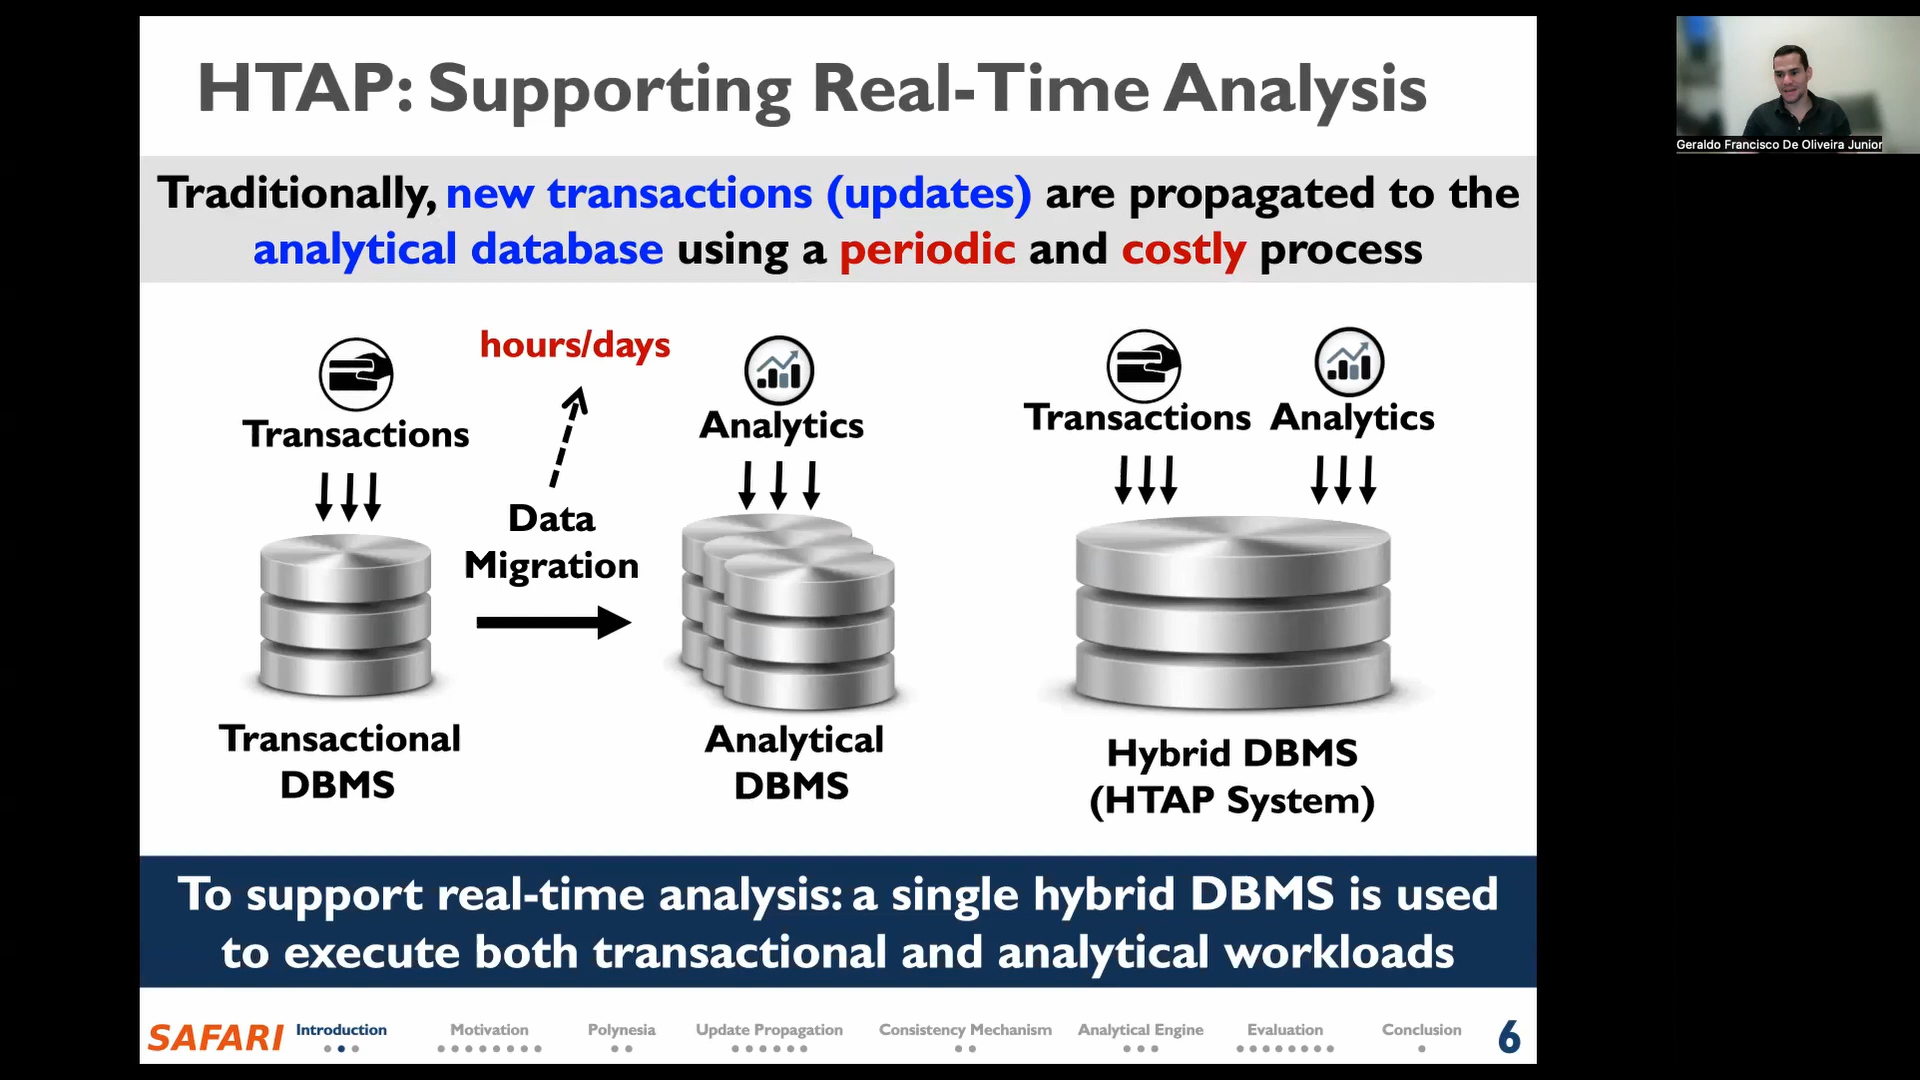 HTAP: Supporting Real-Time Analysis
Geraldo Francisco De Oliveira Junior
Traditionally, new transactions (updates) are propagated to the
analytical database using a periodic and costly process
hours/days
Transactions
Analytics
Data
Migration
Transactional
DBMS
Analytical
DBMS
Transactions
Analytics
Hybrid DBMS
(HTAP System)
To support real-time analysis: a single hybrid DBMS is used
to execute both transactional and analytical workloads
SAFARI
Introduction
Motivation
Polynesia
Update Propagation
Consistency Mechanism
Analytical Engine
Evaluation
Conclusion
6